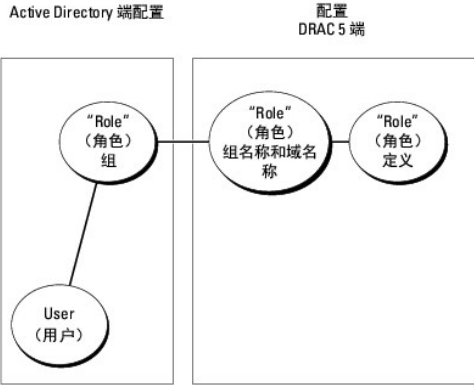 Active Directory 端配置
配置
DRAC 5 端
“Role”
（角色）
组
“Role”
（角色）
组名称和域名
称
“Role”
（角色）
定义
User
（用户）